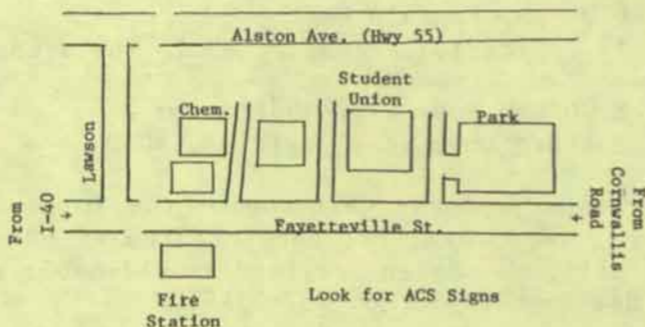 Alston Ave. (Hwy 55)
Student
Union
Chem.
Park
Lawson
From
I-40
Fayetteville St.
From
Cornwallis
Road
Fire
Station
Look for ACS Signs